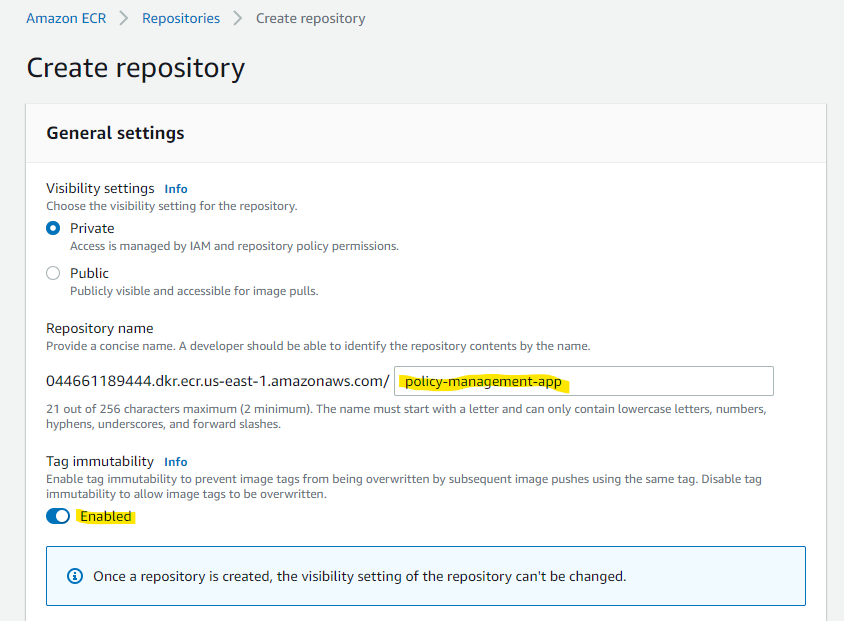 Amazon ECR > Repositories > Create repository
Create repository
General settings
Visibility settings Info
Choose the visibility setting for the repository.
Private
Access is managed by IAM and repository policy permissions.
Public
Publicly visible and accessible for image pulls.
Repository name
Provide a concise name. A developer should be able to identify the repository contents by the name.
044661189444.dkr.ecr.us-east-1.amazonaws.com/ policy-management-app
21 out of 256 characters maximum (2 minimum). The name must start with a letter and can only contain lowercase letters, numbers,
hyphens, underscores, and forward slashes.
Tag immutability Info
Enable tag immutability to prevent image tags from being overwritten by subsequent image pushes using the same tag. Disable tag
immutability to allow image tags to be overwritten.
Enabled
Once a repository is created, the visibility setting of the repository can't be changed.